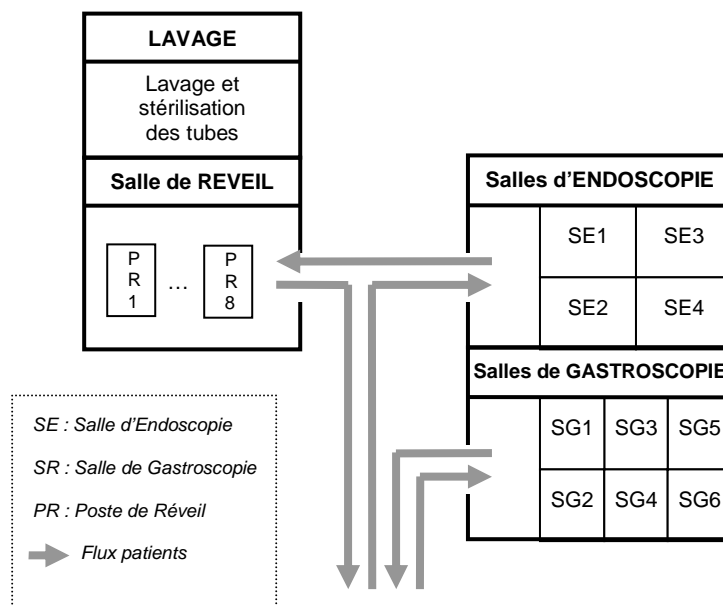 LAVAGE
Lavage et
stérilisation
des tubes
Salle de REVEIL
P
R
1
…
P
R
8
Salles d'ENDOSCOPIE
SE1 SE3
SE2 SE4
Salles de GASTROSCOPIE
SG1 SG3 SG5
SG2 SG4 SG6
SE : Salle d'Endoscopie
SR : Salle de Gastroscopie
PR : Poste de Réveil
Flux patients